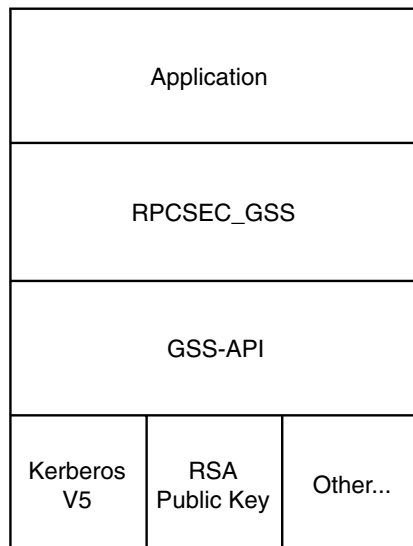 Application
RPCSEC_GSS
GSS-API
Kerberos
V5
RSA
Public Key
Other...